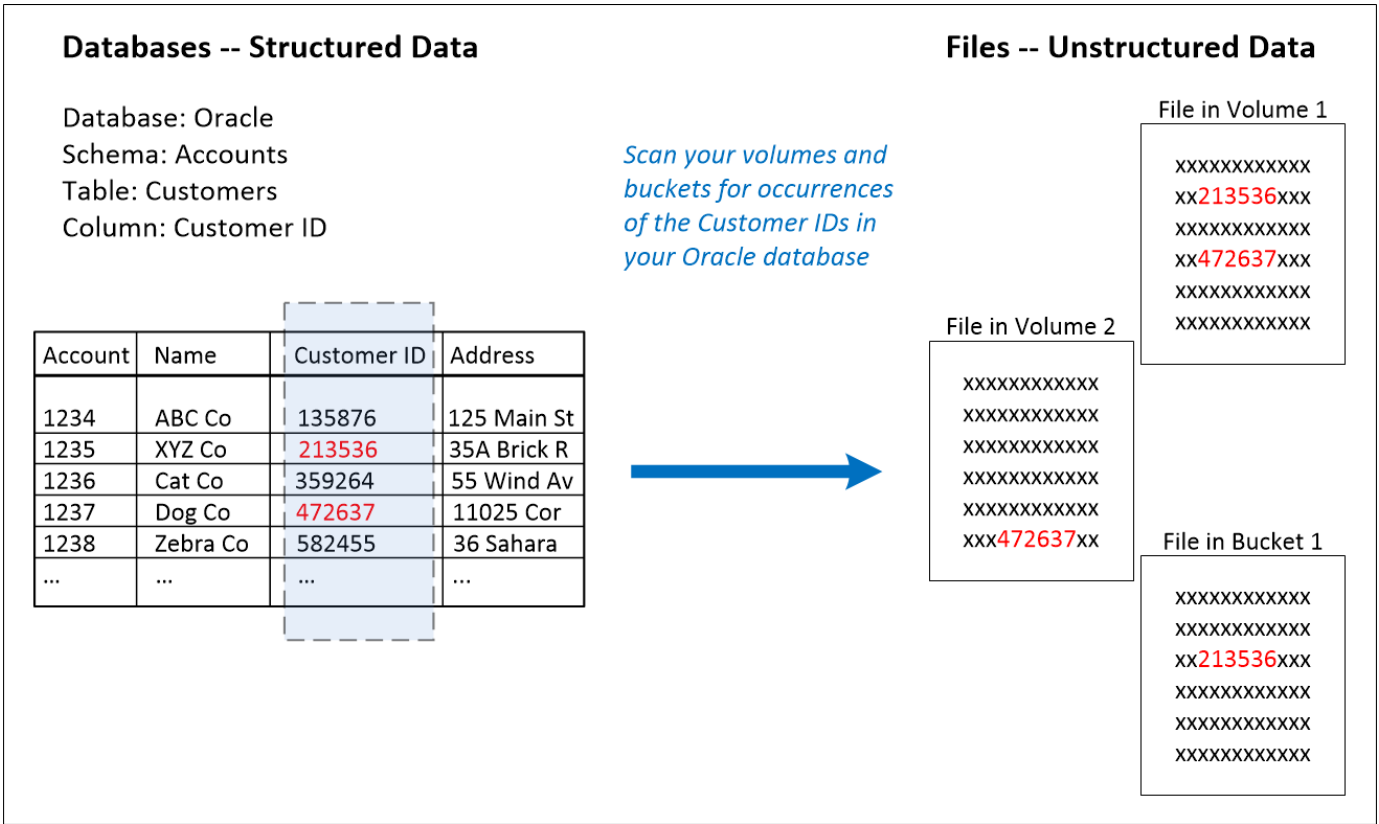 Databases -- Structured Data
Database: Oracle
Schema: Accounts
Table: Customers
Column: Customer ID
Account Name Customer ID Address
1234 ABC Co 135876 125 Main St
1235 XYZ Co 213536 35A Brick R
1236 Cat Co 359264 55 Wind Av
1237 Dog Co 472637 11025 Cor
1238 Zebra Co 582455 36 Sahara
... ... ... ...
Scan your volumes and
buckets for occurrences
of the Customer IDs in
your Oracle database
Files -- Unstructured Data
File in Volume 1
xxxxxxxxxxxx
xx213536xxx
xxxxxxxxxxxx
xx472637xxx
xxxxxxxxxxxx
xxxxxxxxxxxx
File in Volume 2
xxxxxxxxxxxx
xxxxxxxxxxxx
xxxxxxxxxxxx
xxxxxxxxxxxx
xxxxxxxxxxxx
xxx472637xx
File in Bucket 1
xxxxxxxxxxxx
xxxxxxxxxxxx
xx213536xxx
xxxxxxxxxxxx
xxxxxxxxxxxx
xxxxxxxxxxxx